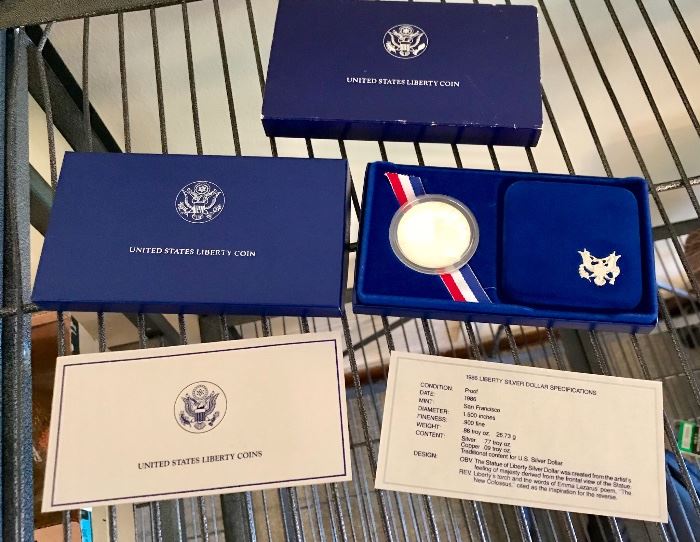 UNITED STATES LIBERTY COIN
UNITED STATES LIBERTY COIN
UNITED STATES LIBERTY COINS
1986 LIBERTY SILVER DOLLAR SPECIFICATIONS
CONDITION: Proof
DATE: 1986
MINT: San Francisco
DIAMETER: 1.500 inches
FINENESS: .900 fine
WEIGHT: .86 troy oz. 26.73 g
CONTENT: Silver .77 troy oz.
Copper .09 troy oz.
Traditional content for U.S. Silver Dollar
DESIGN: OBV. The Statue of Liberty Silver Dollar was created from the artist's
feeling of majesty derived from the frontal view of the Statue.
REV. Liberty's torch and the words of Emma Lazarus' poem, "The
New Colossus," cited as the inspiration for the reverse.